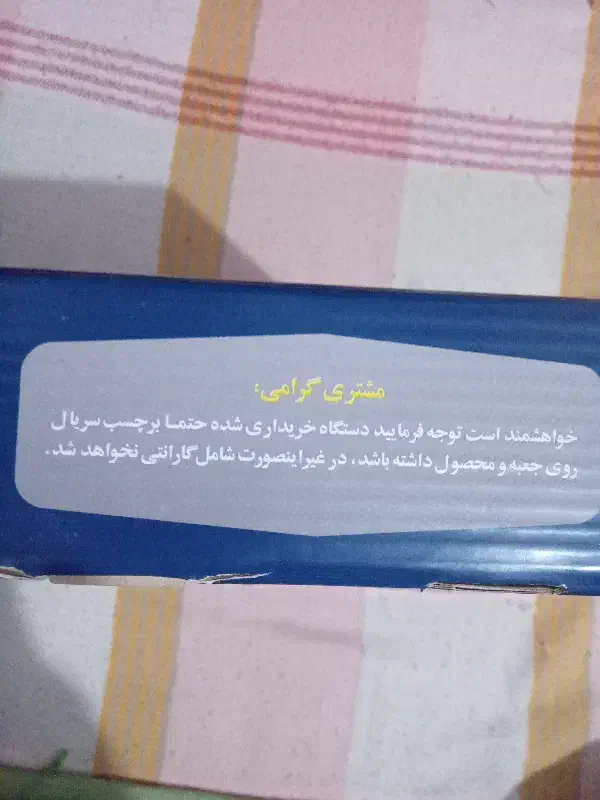 مشتری گرامی:
خواهشمند است توجه فرمایید دستگاه خریداری شده حتما برچسب سریال
روی جعبه و محصول داشته باشد، در غیراینصورت شامل گارانتی نخواهد شد.